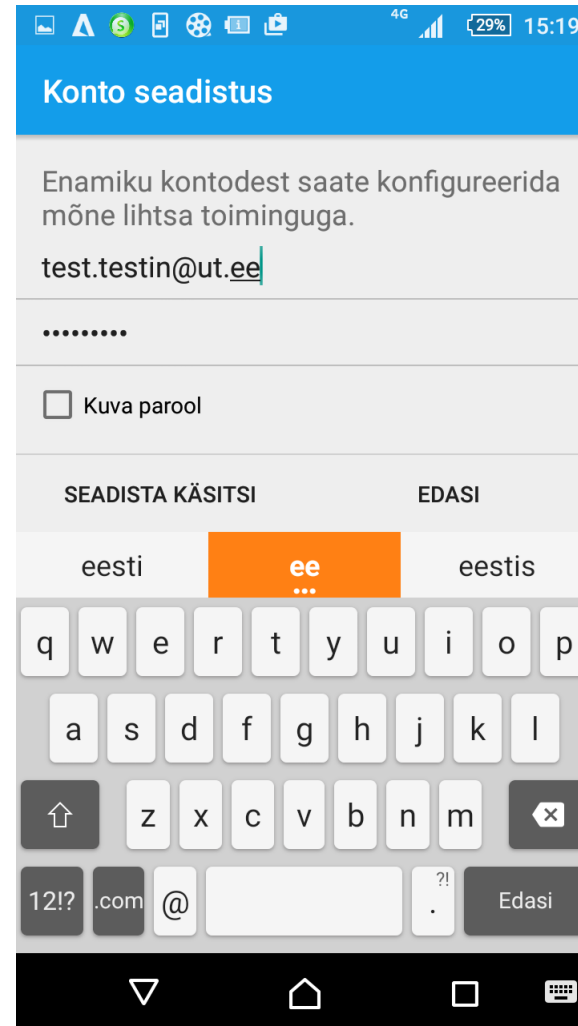 4G 29% 15:19
Konto seadistus
Enamiku kontodest saate konfigureerida
mõne lihtsa toiminguga.
test.testin@ut.ee
•••••••••
Kuva parool
SEADISTA KÄSITSI EDASI
eesti ee eestis
q w e r t y u i o p
a s d f g h j k l
z x c v b n m
12!? .com @ ?! . Edasi